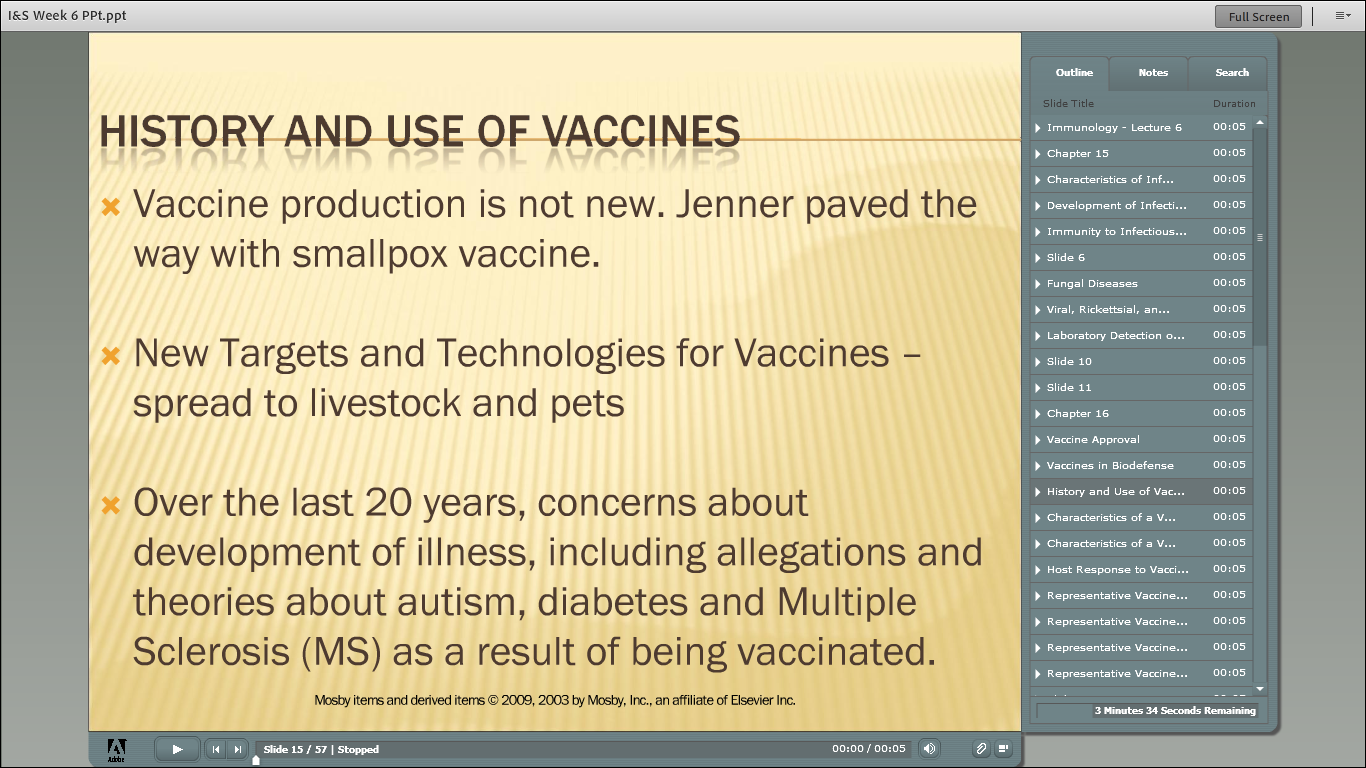 I&S Week 6 PPt.ppt
Full Screen
HISTORY AND USE OF VACCINES
Vaccine production is not new. Jenner paved the
way with smallpox vaccine.
New Targets and Technologies for Vaccines –
spread to livestock and pets
Over the last 20 years, concerns about
development of illness, including allegations and
theories about autism, diabetes and Multiple
Sclerosis (MS) as a result of being vaccinated.
Mosby items and derived items © 2009, 2003 by Mosby, Inc., an affiliate of Elsevier Inc.
Outline Notes Search
Slide Title Duration
Immunology - Lecture 6 00:05
Chapter 15 00:05
Characteristics of Inf... 00:05
Development of Infecti... 00:05
Immunity to Infectious... 00:05
Slide 6 00:05
Fungal Diseases 00:05
Viral, Rickettsial, an... 00:05
Laboratory Detection o... 00:05
Slide 10 00:05
Slide 11 00:05
Chapter 16 00:05
Vaccine Approval 00:05
Vaccines in Biodefense 00:05
History and Use of Vac... 00:05
Characteristics of a V... 00:05
Characteristics of a V... 00:05
Host Response to Vacci... 00:05
Representative Vaccine... 00:05
Representative Vaccine... 00:05
Representative Vaccine... 00:05
Representative Vaccine... 00:05
3 Minutes 34 Seconds Remaining
Adobe
Slide 15 / 57 | Stopped 00:00 / 00:05